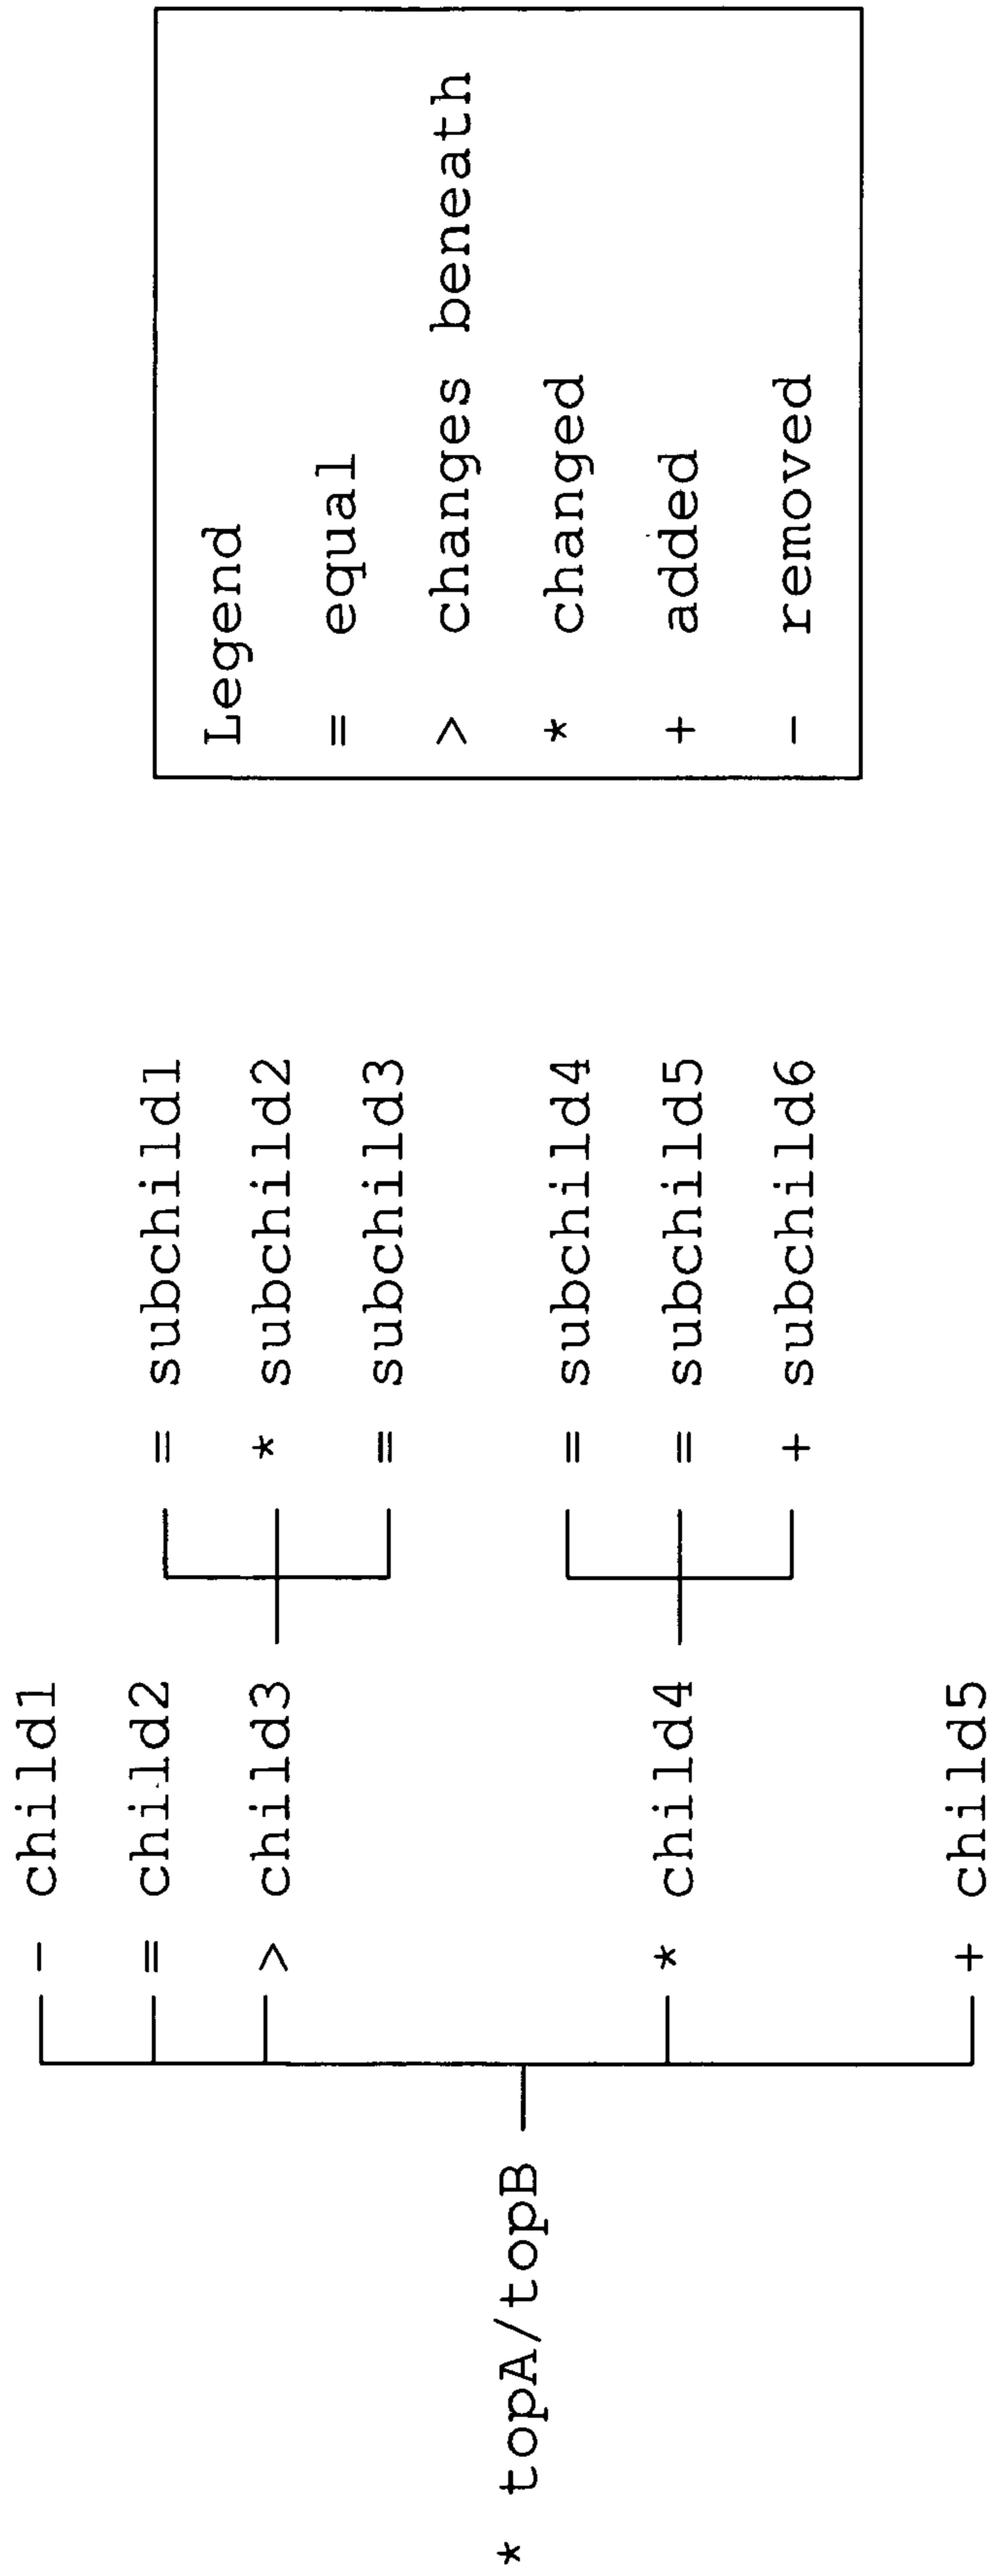 - child1
= child2
> child3
= subchild1
* subchild2
= subchild3
* topA/topB
* child4
= subchild4
= subchild5
+ subchild6
+ child5
Legend
= equal
> changes beneath
* changed
+ added
- removed